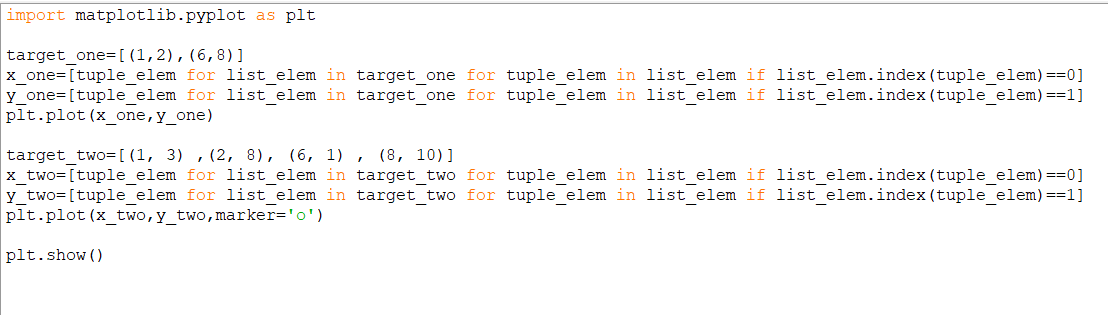 import matplotlib.pyplot as plt
target_one=[(1,2),(6,8)]
x_one=[tuple_elem for list_elem in target_one for tuple_elem in list_elem if list_elem.index(tuple_elem)==0]
y_one=[tuple_elem for list_elem in target_one for tuple_elem in list_elem if list_elem.index(tuple_elem)==1]
plt.plot(x_one,y_one)
target_two=[(1, 3) ,(2, 8), (6, 1) , (8, 10)]
x_two=[tuple_elem for list_elem in target_two for tuple_elem in list_elem if list_elem.index(tuple_elem)==0]
y_two=[tuple_elem for list_elem in target_two for tuple_elem in list_elem if list_elem.index(tuple_elem)==1]
plt.plot(x_two,y_two,marker='o')
plt.show()